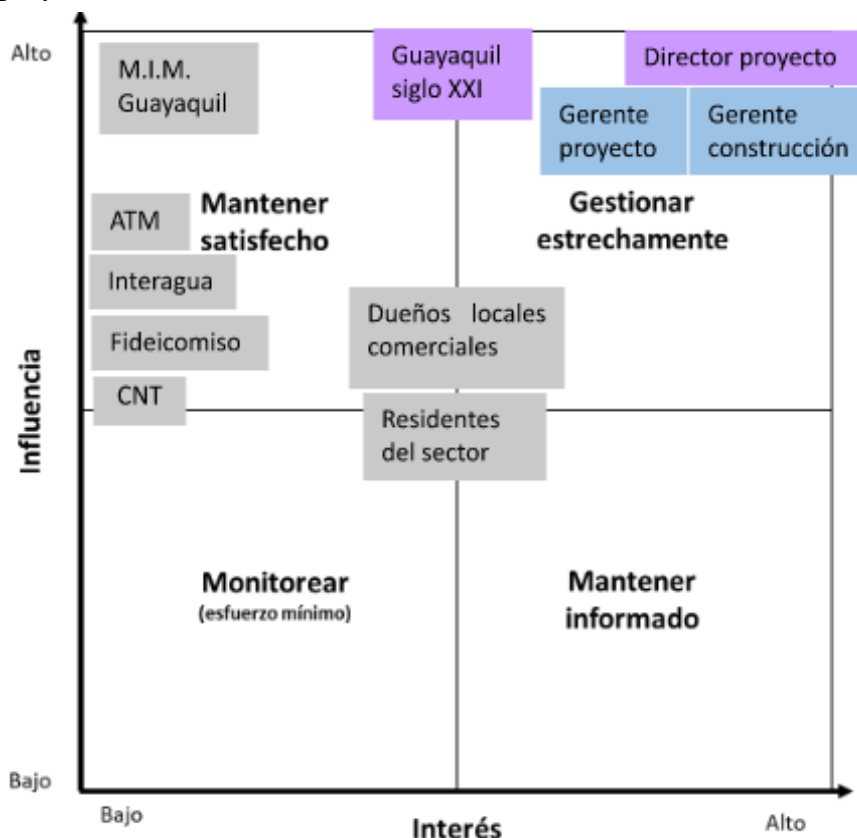 Alto
M.I.M.
Guayaquil
Guayaquil
siglo XXI
Director proyecto
Gerente
proyecto
Gerente
construcción
ATM
Mantener
satisfecho
Gestionar
estrechamente
Interagua
Fideicomiso
Dueños locales
comerciales
CNT
Residentes
del sector
Influencia
Monitorear
(esfuerzo mínimo)
Mantener
informado
Bajo
Bajo
Interés
Alto